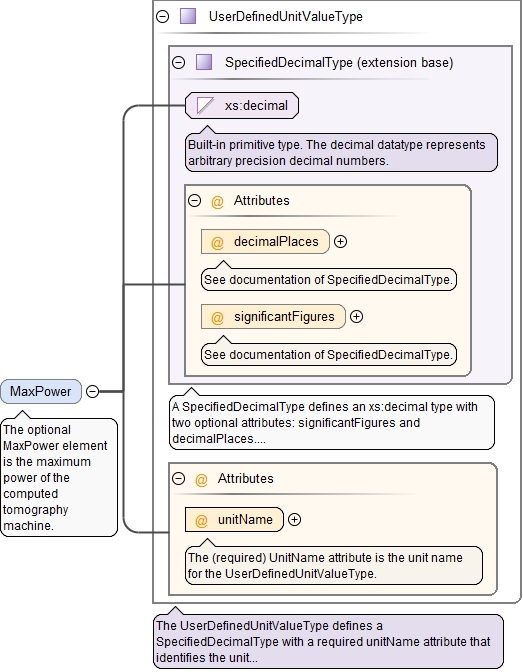 UserDefinedUnitValueType
SpecifiedDecimalType (extension base)
xs:decimal
Built-in primitive type. The decimal datatype represents
arbitrary precision decimal numbers.
@ Attributes
@ decimalPlaces
See documentation of SpecifiedDecimalType.
@ significantFigures
See documentation of SpecifiedDecimalType.
MaxPower
The optional
MaxPower element
is the maximum
power of the
computed
tomography
machine.
A SpecifiedDecimalType defines an xs:decimal type with
two optional attributes: significantFigures and
decimalPlaces....
@ Attributes
@ unitName
The (required) UnitName attribute is the unit name
for the UserDefinedUnitValueType.
The UserDefinedUnitValueType defines a
SpecifiedDecimalType with a required unitName attribute that
identifies the unit...